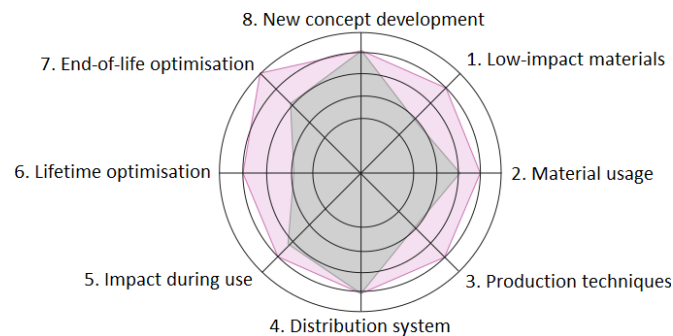 8. New concept development
1. Low-impact materials
7. End-of-life optimisation
6. Lifetime optimisation
2. Material usage
5. Impact during use
3. Production techniques
4. Distribution system